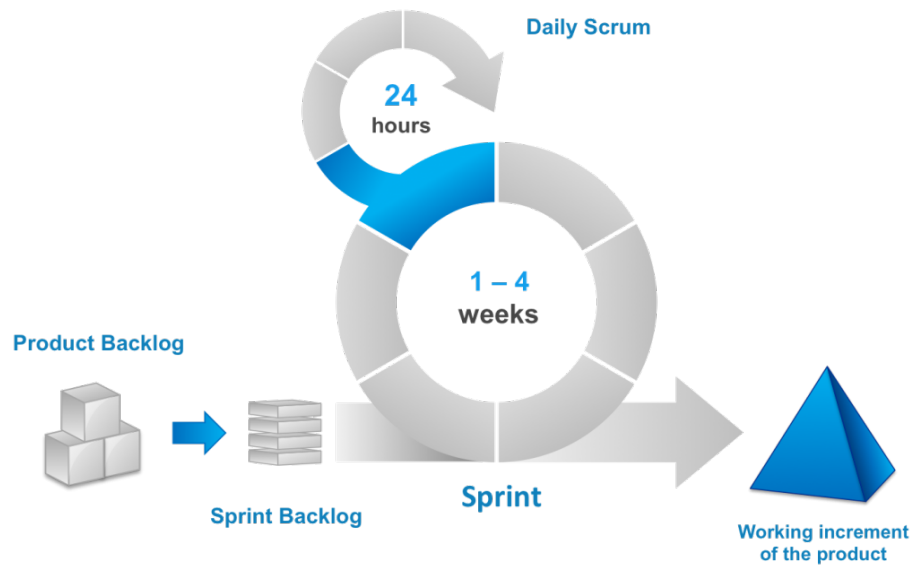 Daily Scrum
24
hours
1 – 4
weeks
Product Backlog
Sprint Backlog
Sprint
Working increment
of the product